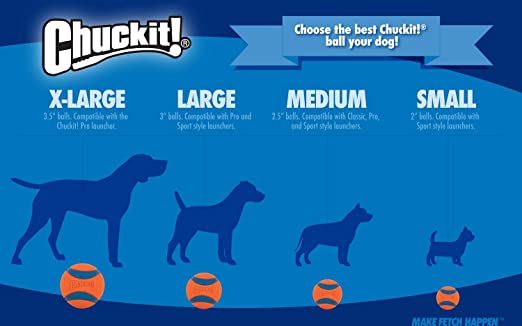 Chuckit!®
Choose the best Chuckit!®
ball your dog!
X-LARGE
3.5" balls. Compatible with the
Chuckit! Pro launcher.
LARGE
3" balls. Compatible with Pro and
Sport style launchers.
MEDIUM
2.5" balls. Compatible with Classic, Pro,
and Sport style launchers.
SMALL
2" balls. Compatible with
Sport style launchers.
MAKE FETCH HAPPEN™